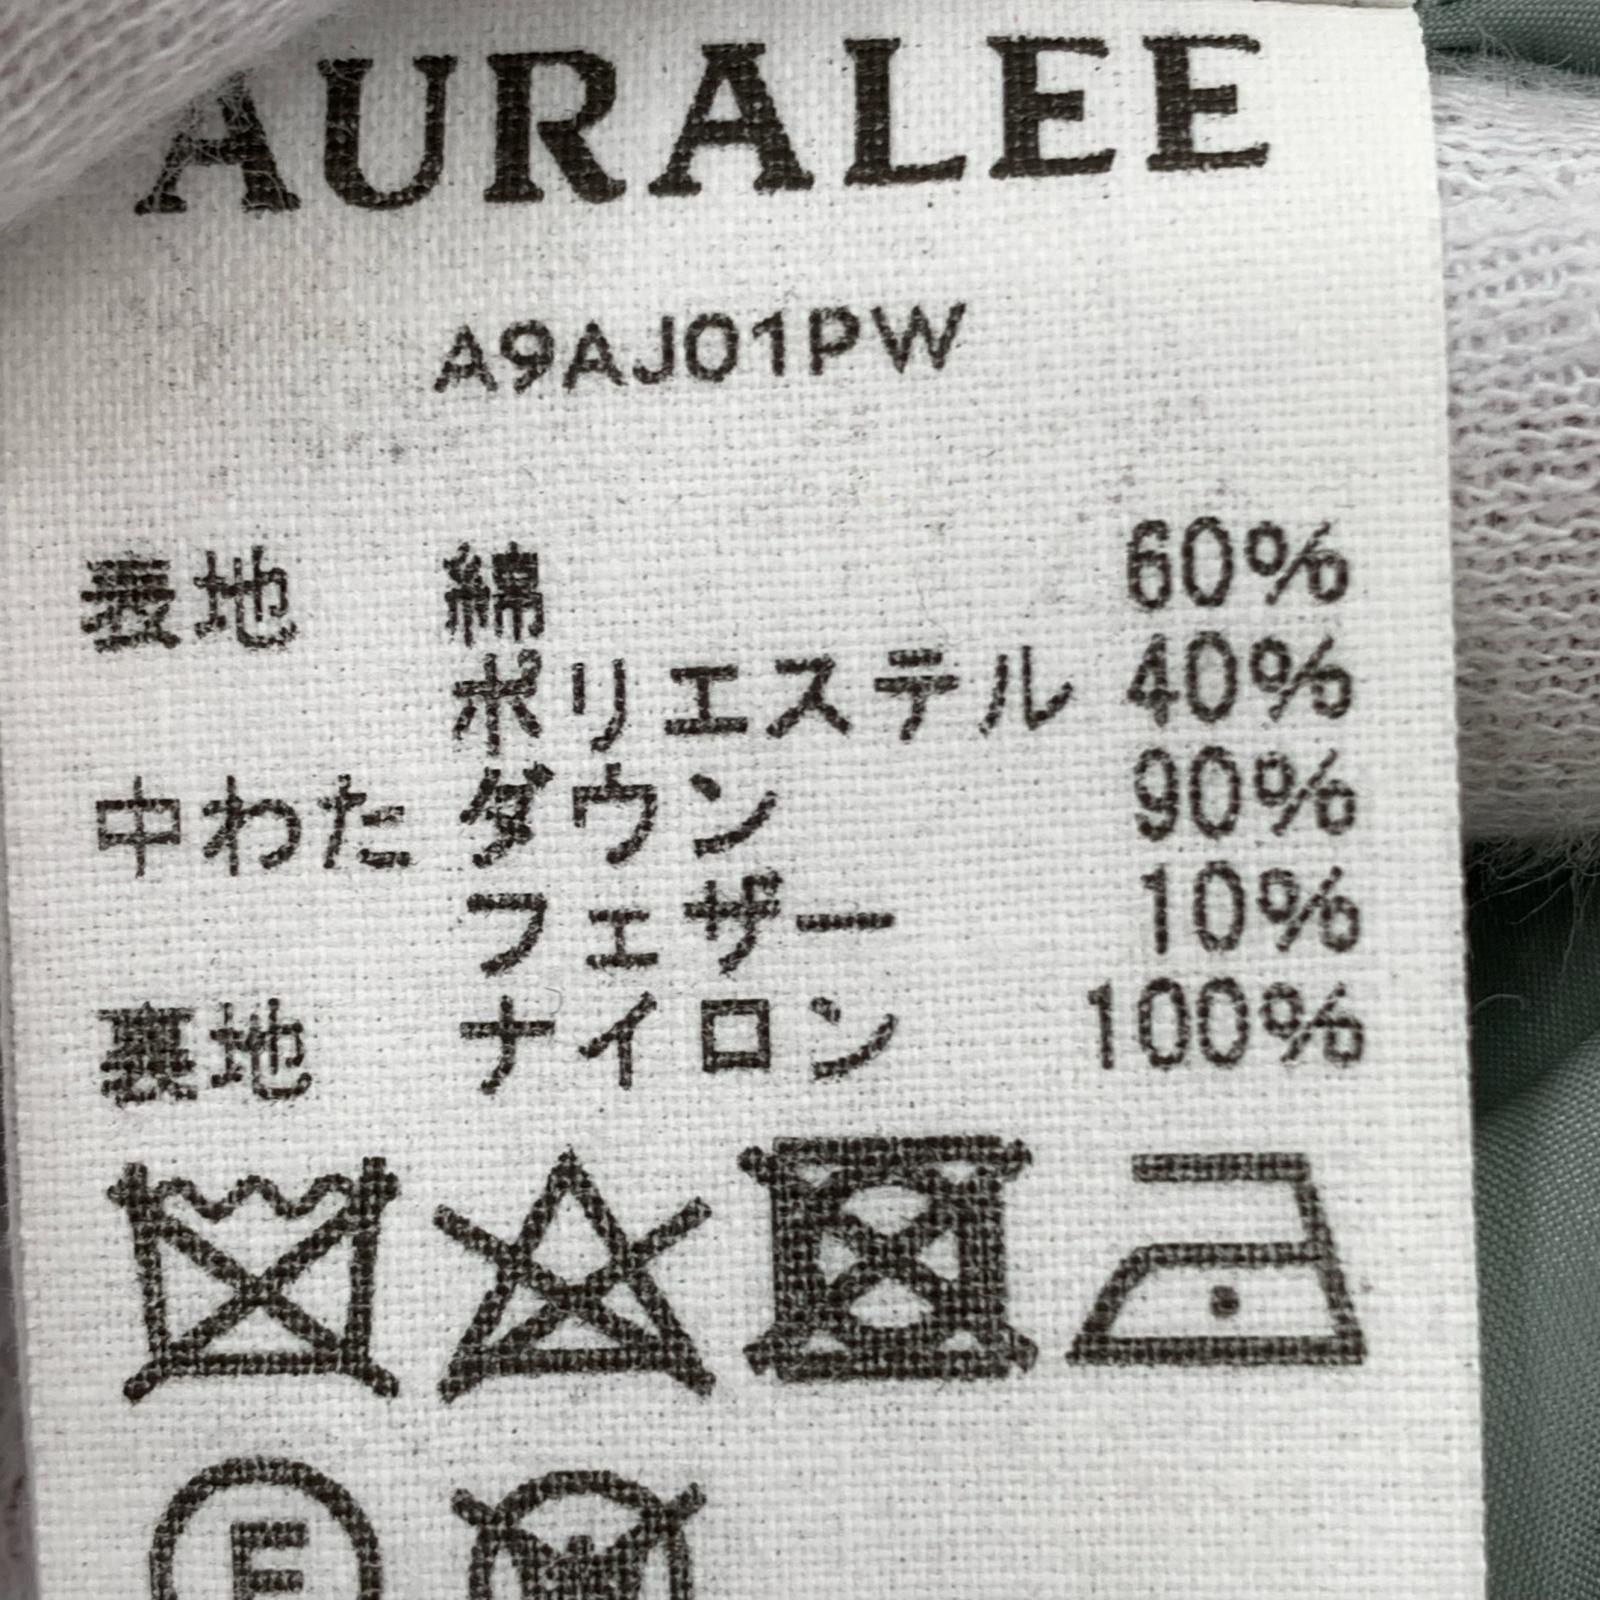 AURALEE
A9AJ01PW
表地 綿 60%
ポリエステル 40%
中わた ダウン 90%
フェザー 10%
裏地 ナイロン 100%
F W